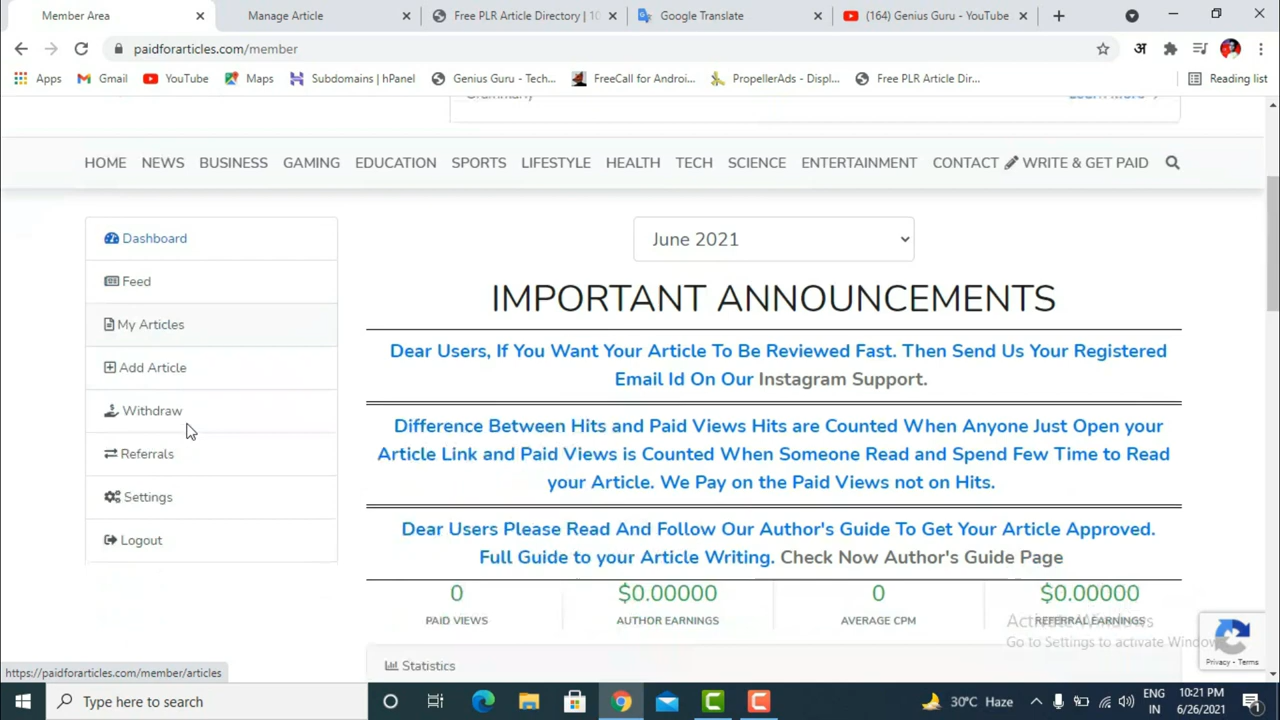 Member Area
Manage Article
Free PLR Article Directory | 10
Google Translate
(164) Genius Guru - YouTube
paidforarticles.com/member
Apps
Gmail
YouTube
Maps
Subdomains | hPanel
Genius Guru - Tech...
FreeCall for Androi...
PropellerAds - Displ...
Free PLR Article Dir...
Reading list
अ
HOME NEWS BUSINESS GAMING EDUCATION SPORTS LIFESTYLE HEALTH TECH SCIENCE ENTERTAINMENT CONTACT WRITE & GET PAID
Dashboard
Feed
My Articles
Add Article
Withdraw
Referrals
Settings
Logout
June 2021
IMPORTANT ANNOUNCEMENTS
Dear Users, If You Want Your Article To Be Reviewed Fast. Then Send Us Your Registered
Email Id On Our Instagram Support.
Difference Between Hits and Paid Views Hits are Counted When Anyone Just Open your
Article Link and Paid Views is Counted When Someone Read and Spend Few Time to Read
your Article. We Pay on the Paid Views not on Hits.
Dear Users Please Read And Follow Our Author's Guide To Get Your Article Approved.
Full Guide to your Article Writing. Check Now Author's Guide Page
0 $0.00000 0 $0.00000
PAID VIEWS AUTHOR EARNINGS AVERAGE CPM REFERRAL EARNINGS
Activate Windows
Go to Settings to activate Window
Privacy - Terms
Statistics
https://paidforarticles.com/member/articles
Type here to search
30°C Haze
ENG
IN
10:21 PM
6/26/2021
1